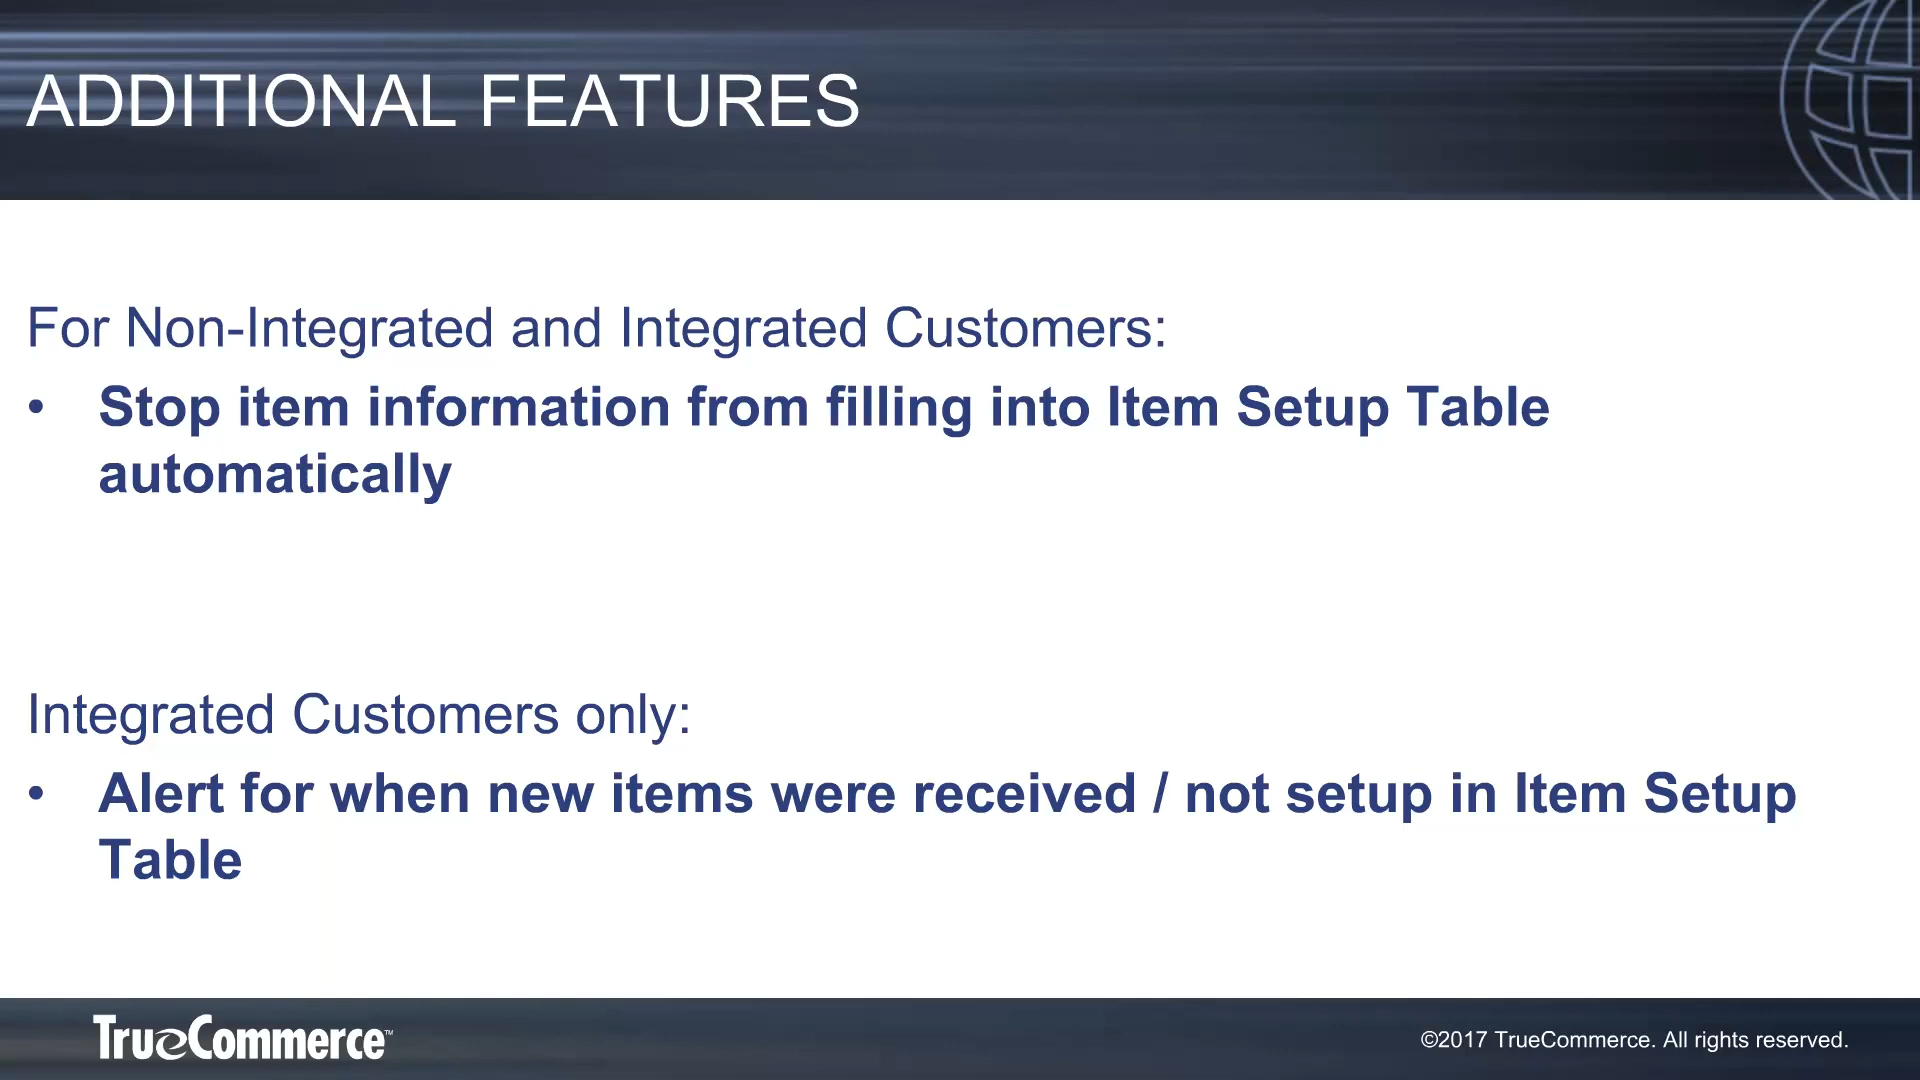 ADDITIONAL FEATURES
For Non-Integrated and Integrated Customers:
• Stop item information from filling into Item Setup Table
automatically
Integrated Customers only:
• Alert for when new items were received / not setup in Item Setup
Table
TrueCommerce™
©2017 TrueCommerce. All rights reserved.